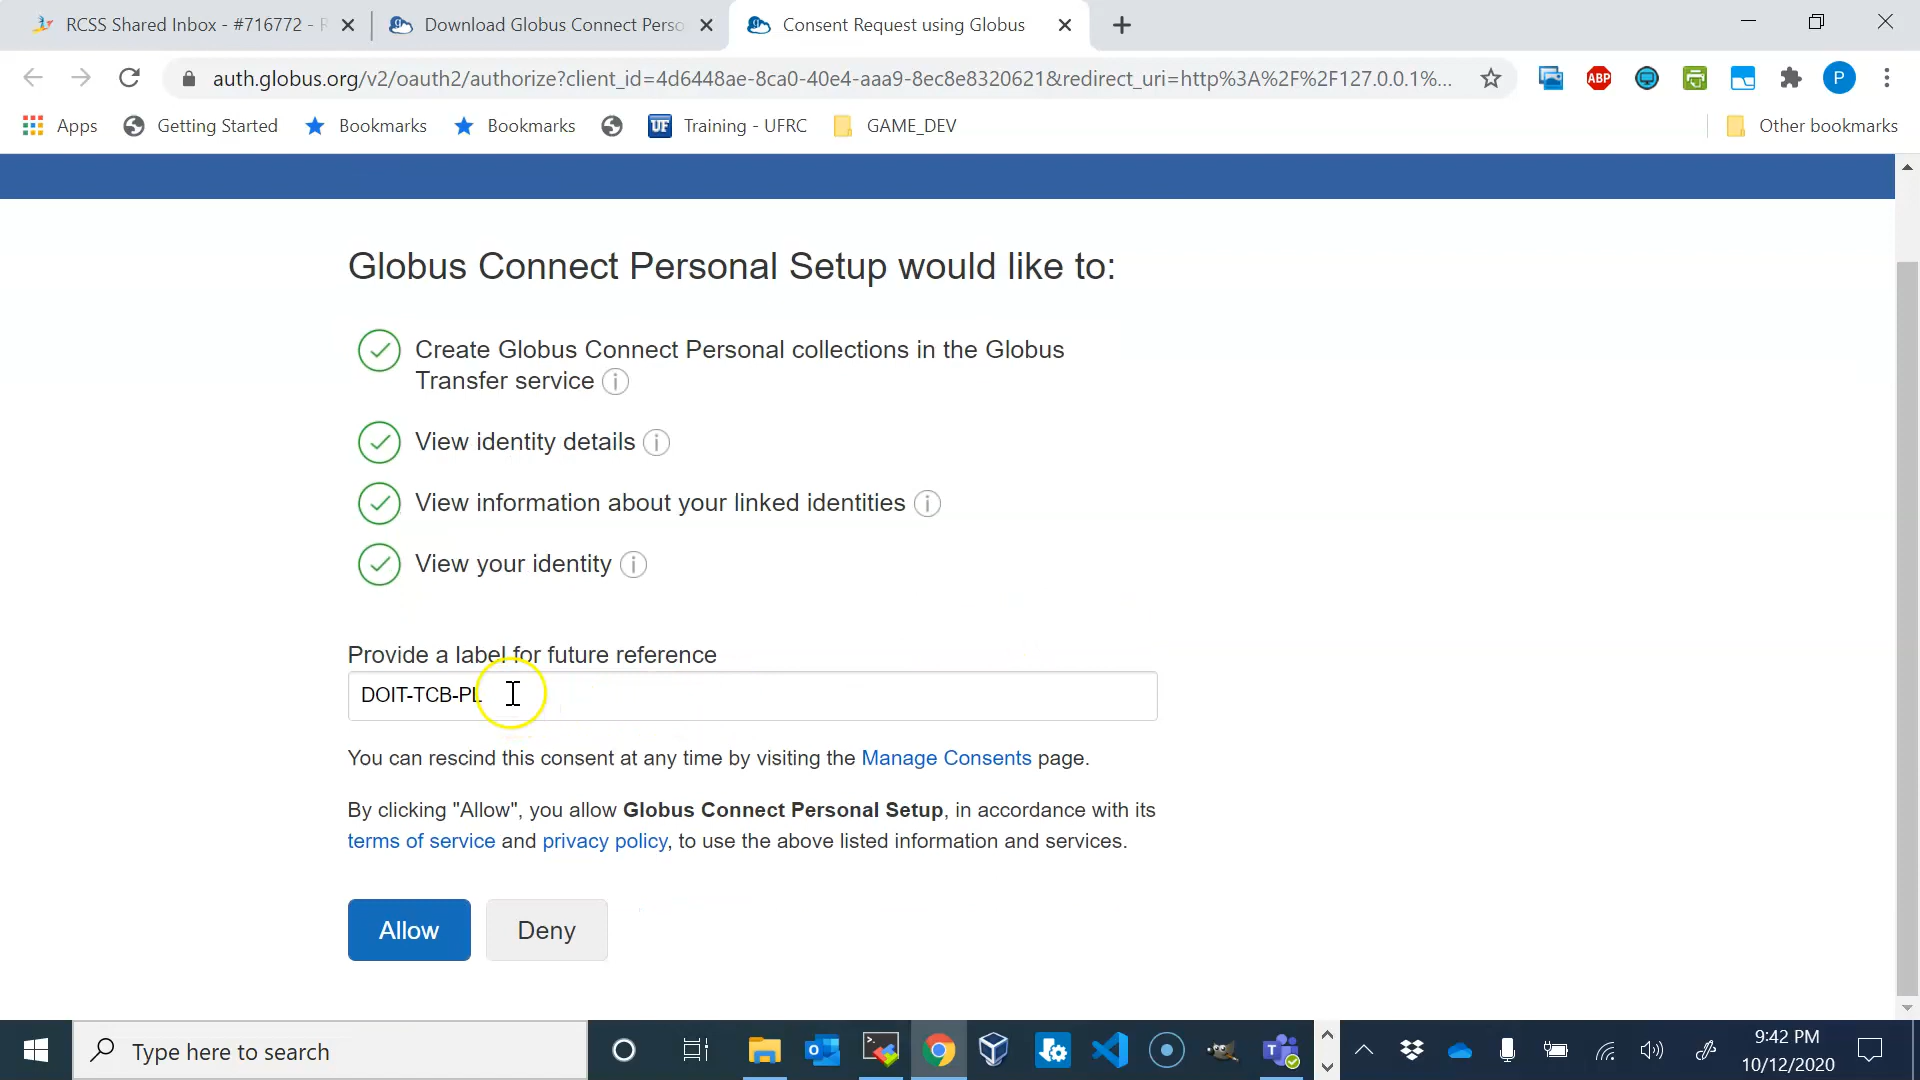 RCSS Shared Inbox - #716772 -
Download Globus Connect Perso
Consent Request using Globus
auth.globus.org/v2/oauth2/authorize?client_id=4d6448ae-8ca0-40e4-aaa9-8ec8e8320621&redirect_uri=http%3A%2F%2F127.0.0.1%...
ABP
P
Apps
Getting Started
Bookmarks
Bookmarks
UF
Training - UFRC
GAME_DEV
Other bookmarks
Globus Connect Personal Setup would like to:
Create Globus Connect Personal collections in the Globus
Transfer service
View identity details
View information about your linked identities
View your identity
Provide a label for future reference
DOIT-TCB-PL
You can rescind this consent at any time by visiting the Manage Consents page.
By clicking "Allow", you allow Globus Connect Personal Setup, in accordance with its
terms of service and privacy policy, to use the above listed information and services.
Allow
Deny
Type here to search
9:42 PM
10/12/2020